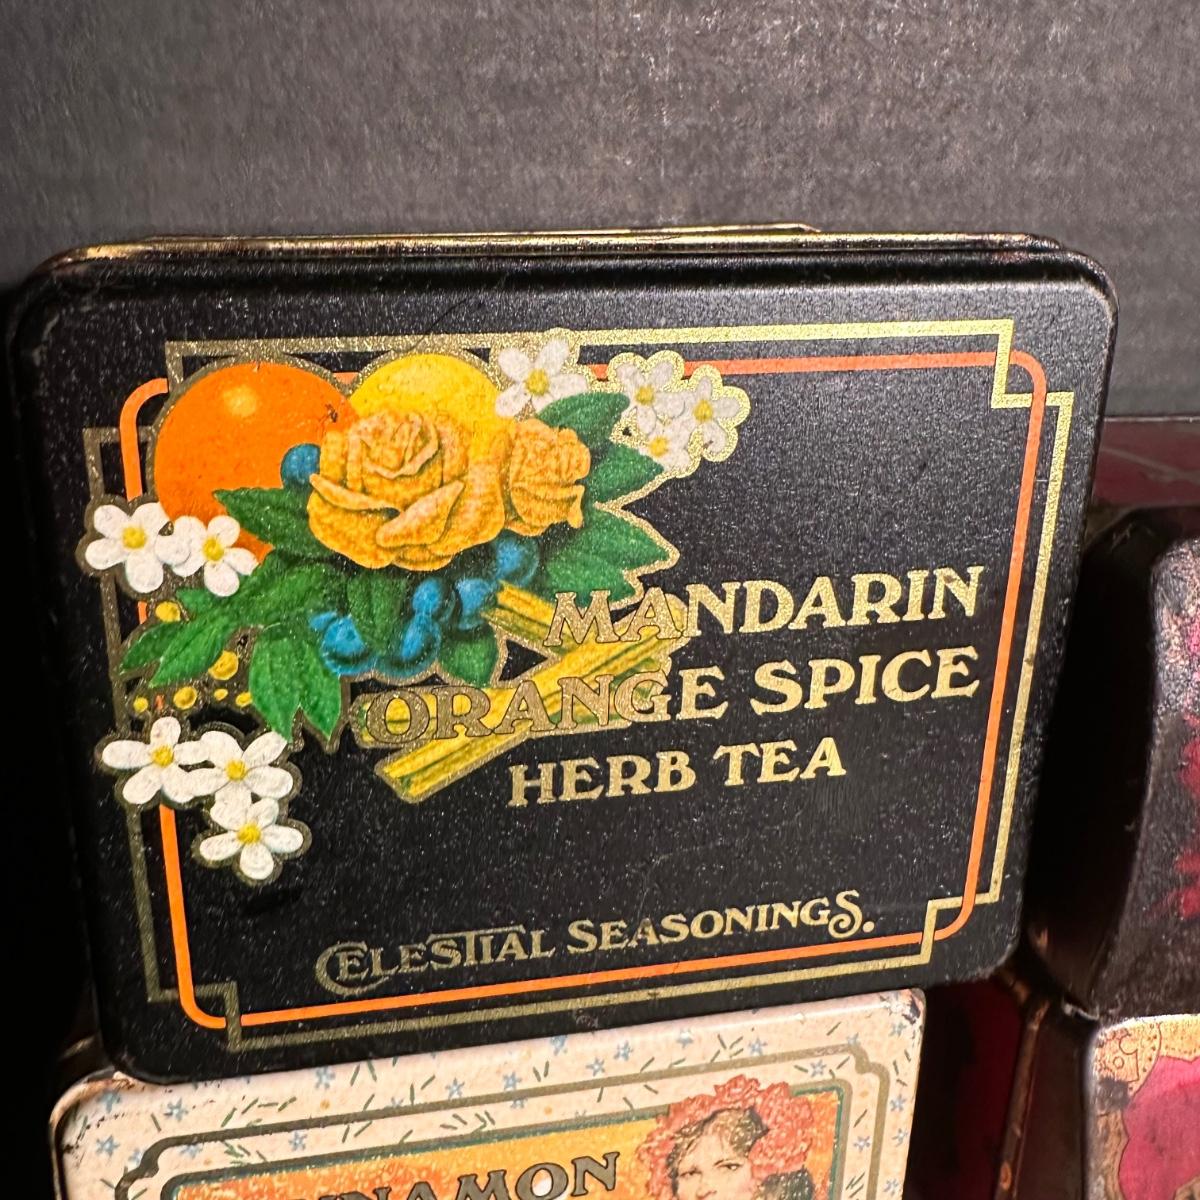 MANDARIN
ORANGE SPICE
HERB TEA
CELESTIAL SEASONINGS.